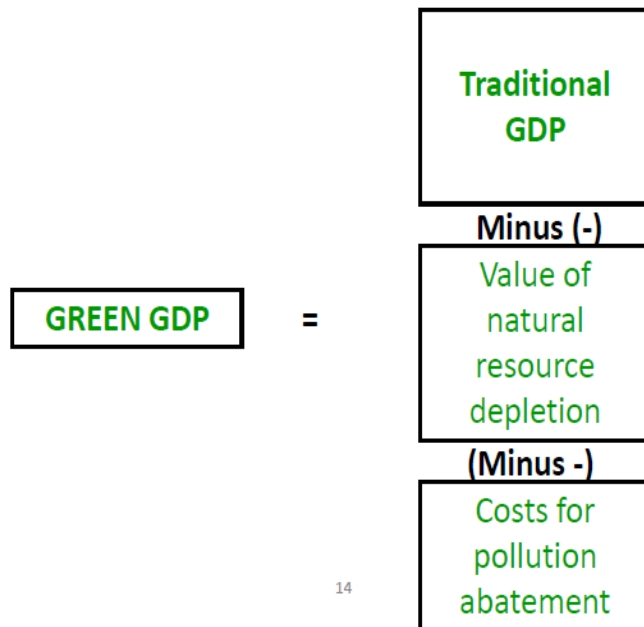 Traditional
GDP
Minus (-)
GREEN GDP
=
Value of
natural
resource
depletion
(Minus -)
Costs for
pollution
abatement
14